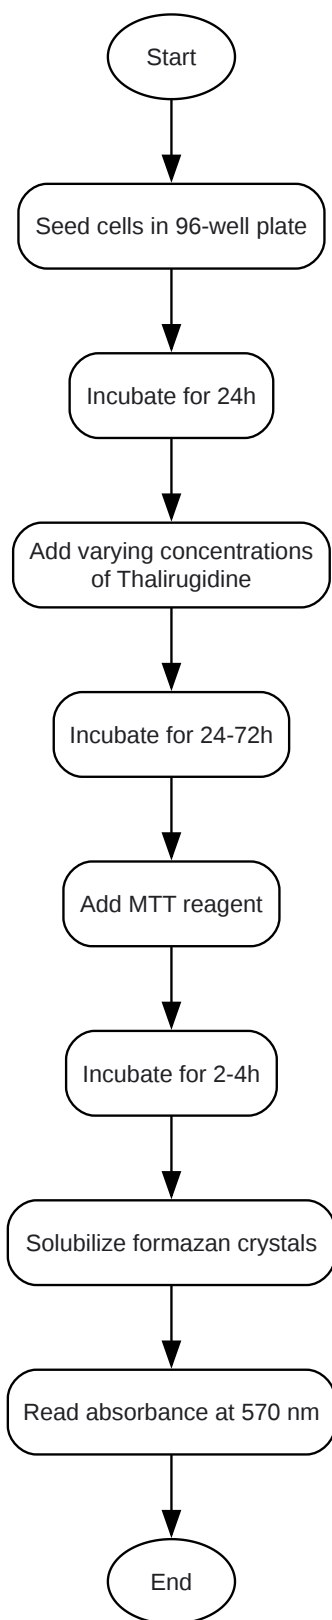 Start
Seed cells in 96-well plate
Incubate for 24h
Add varying concentrations
of Thalirugidine
Incubate for 24-72h
Add MTT reagent
Incubate for 2-4h
Solubilize formazan crystals
Read absorbance at 570 nm
End